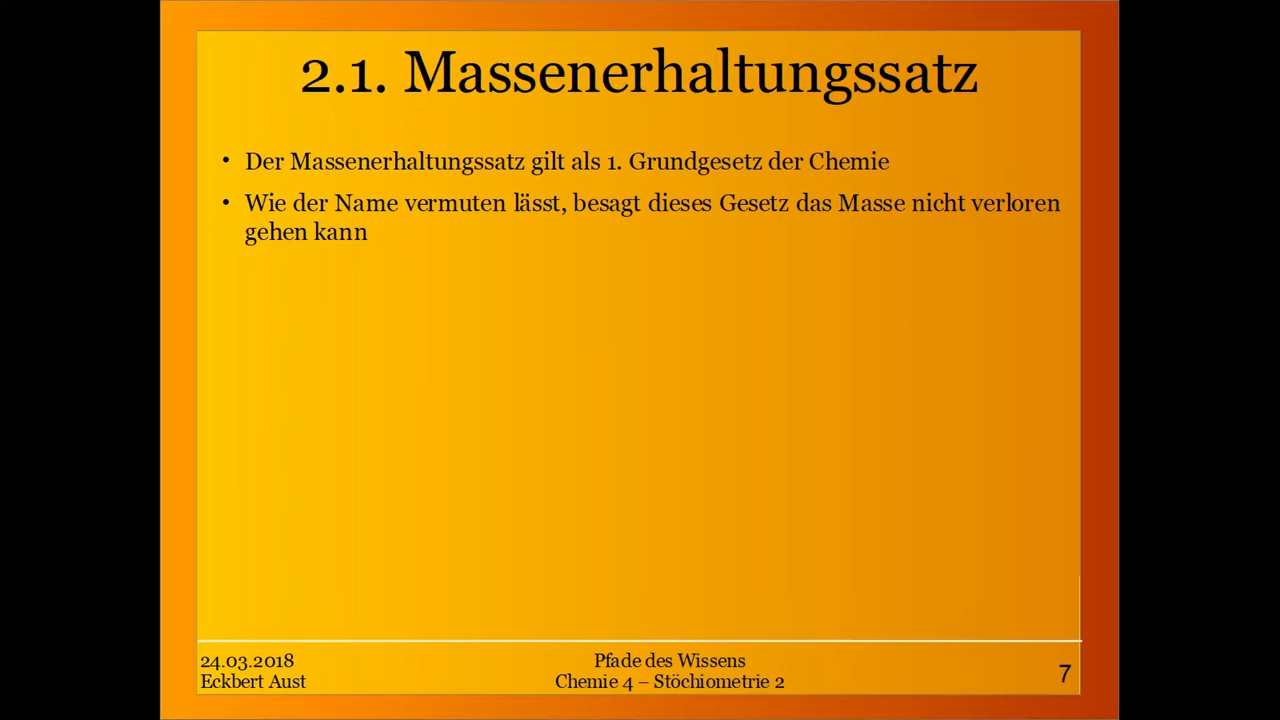 2.1. Massenerhaltungssatz
• Der Massenerhaltungssatz gilt als 1. Grundgesetz der Chemie
• Wie der Name vermuten lässt, besagt dieses Gesetz das Masse nicht verloren
gehen kann
24.03.2018
Eckbert Aust
Pfade des Wissens
Chemie 4 – Stöchiometrie 2
7